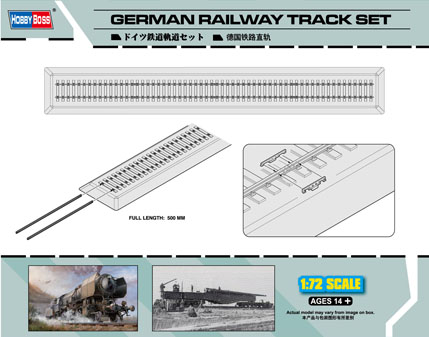 HOBBY BOSS
GERMAN RAILWAY TRACK SET
ドイツ鉄道軌道セット 德国铁路直轨
FULL LENGTH: 500 MM
1:72 SCALE
AGES 14 +
Actual model may vary from image on box.
本产品与包装图形有所差别